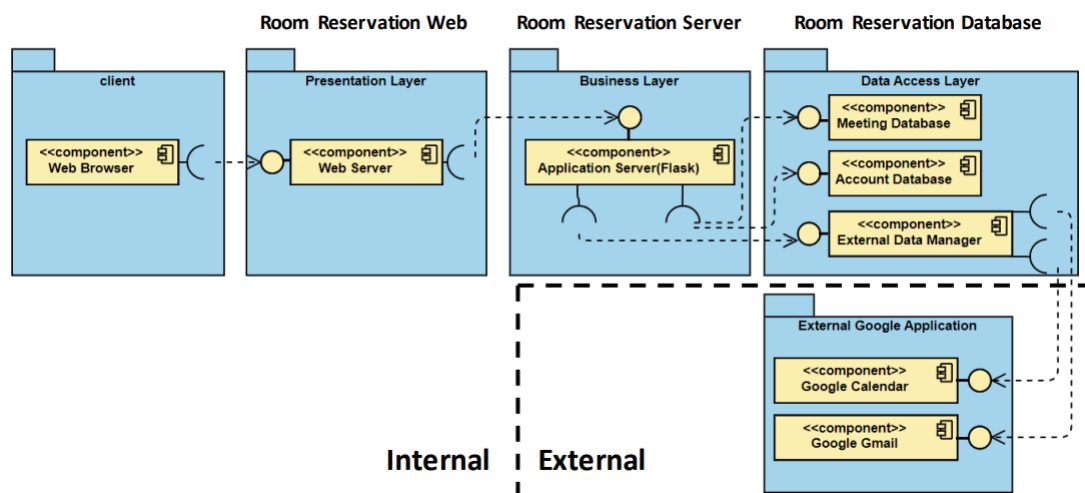 Room Reservation Web
Room Reservation Server
Room Reservation Database
client
<<component>>
Web Browser
Presentation Layer
<<component>>
Web Server
Business Layer
<<component>>
Application Server(Flask)
Data Access Layer
<<component>>
Meeting Database
<<component>>
Account Database
<<component>>
External Data Manager
External Google Application
<<component>>
Google Calendar
<<component>>
Google Gmail
Internal
External